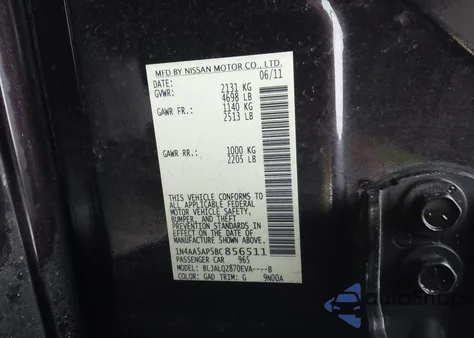 MFD BY NISSAN MOTOR CO., LTD.
DATE: 06/11
GVWR: 2131 KG
4698 LB
GAWR FR.: 1140 KG
2513 LB
GAWR RR.: 1000 KG
2205 LB
THIS VEHICLE CONFORMS TO
ALL APPLICABLE FEDERAL
MOTOR VEHICLE SAFETY,
BUMPER, AND THEFT
PREVENTION STANDARDS
IN EFFECT ON THE DATE OF
MANUFACTURE SHOWN ABOVE.
1N4AA5AP5BC856511
PASSENGER CAR 965
MODEL: BLJALQZ870EVA----B
COLOR: GAD TRIM: G 9N00A
AutoShop